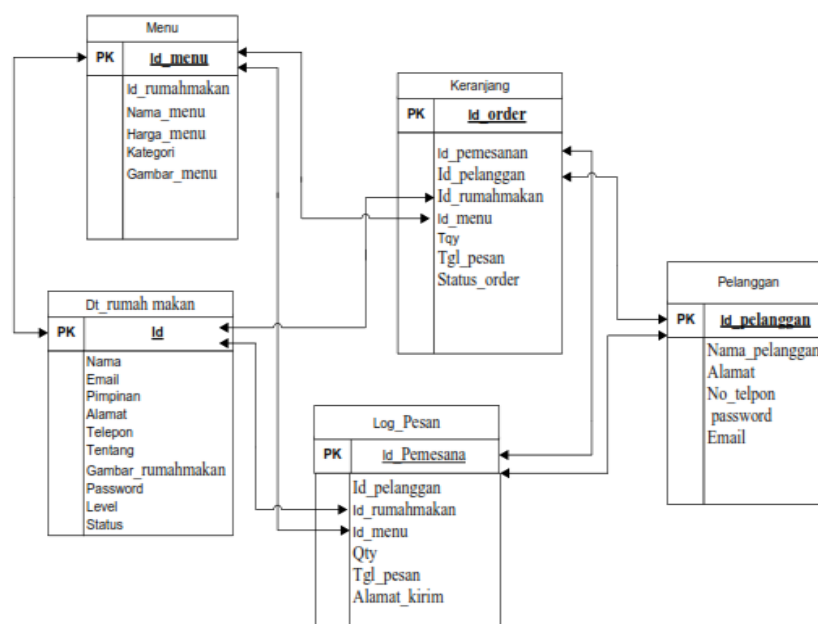 Menu
PK Id_menu
Id_rumahmakan
Nama_menu
Harga_menu
Kategori
Gambar_menu
Keranjang
PK Id_order
Id_pemesanan
Id_pelanggan
Id_rumahmakan
Id_menu
Tqy
Tgl_pesan
Status_order
Dt_rumah makan
PK Id
Nama
Email
Pimpinan
Alamat
Telepon
Tentang
Gambar_rumahmakan
Password
Level
Status
Log_Pesan
PK Id_Pemesana
Id_pelanggan
Id_rumahmakan
Id_menu
Qty
Tgl_pesan
Alamat_kirim
Pelanggan
PK Id_pelanggan
Nama_pelanggan
Alamat
No_telpon
password
Email